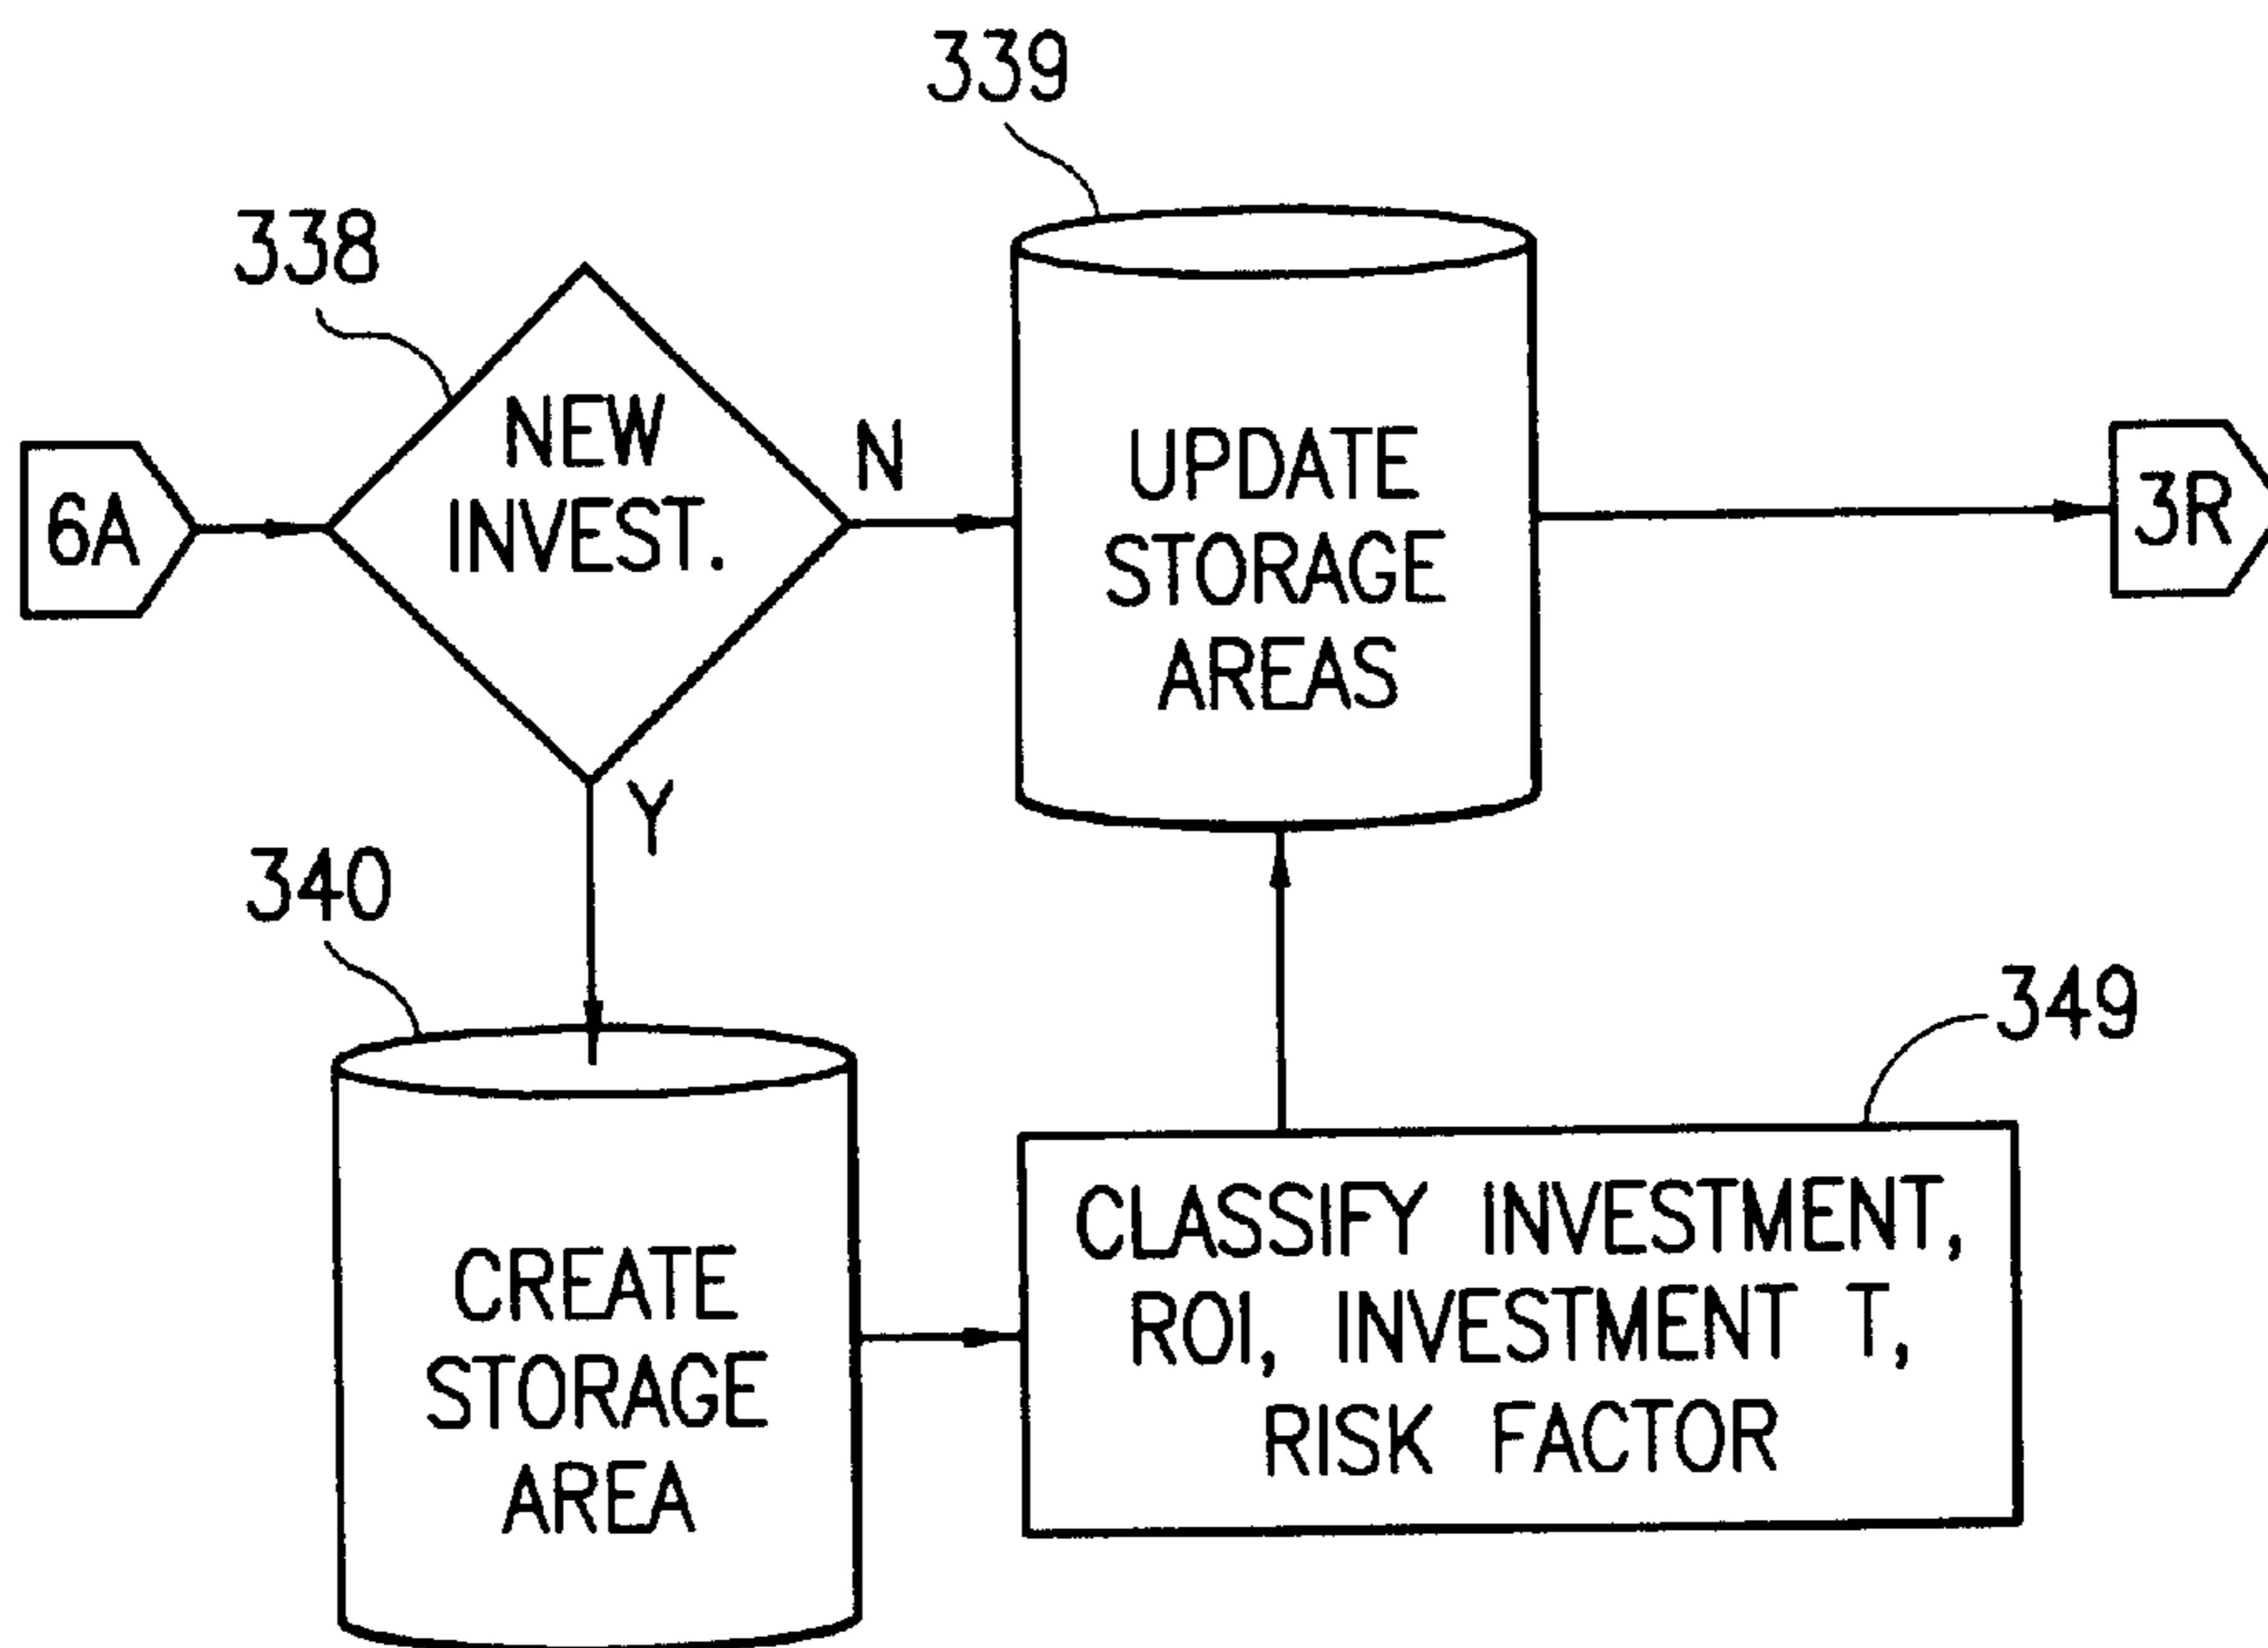 339
338
6A
NEW
INVEST.
N
UPDATE
STORAGE
AREAS
3R
Y
340
349
CREATE
STORAGE
AREA
CLASSIFY INVESTMENT,
ROI, INVESTMENT T,
RISK FACTOR